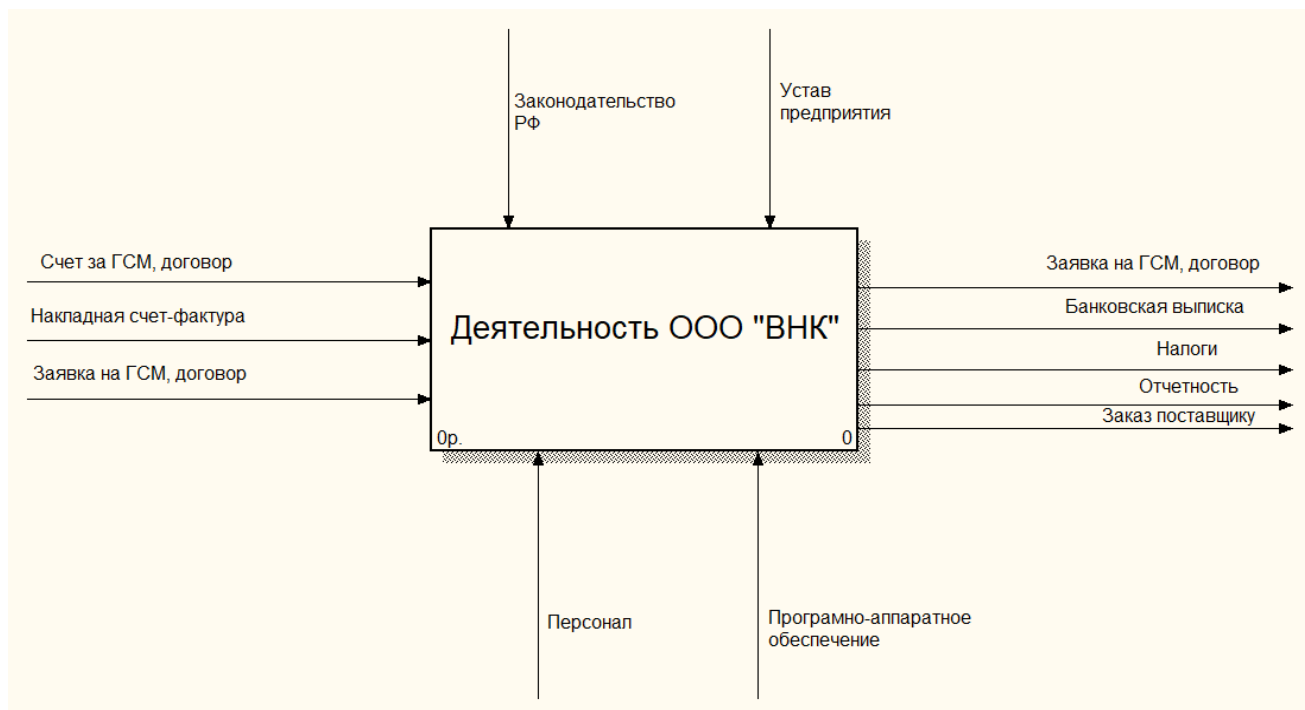 Законодательство
РФ
Устав
предприятия
Счет за ГСМ, договор
Накладная счет-фактура
Заявка на ГСМ, договор
Деятельность ООО "ВНК"
0р.
0
Заявка на ГСМ, договор
Банковская выписка
Налоги
Отчетность
Заказ поставщику
Персонал
Програмно-аппаратное
обеспечение